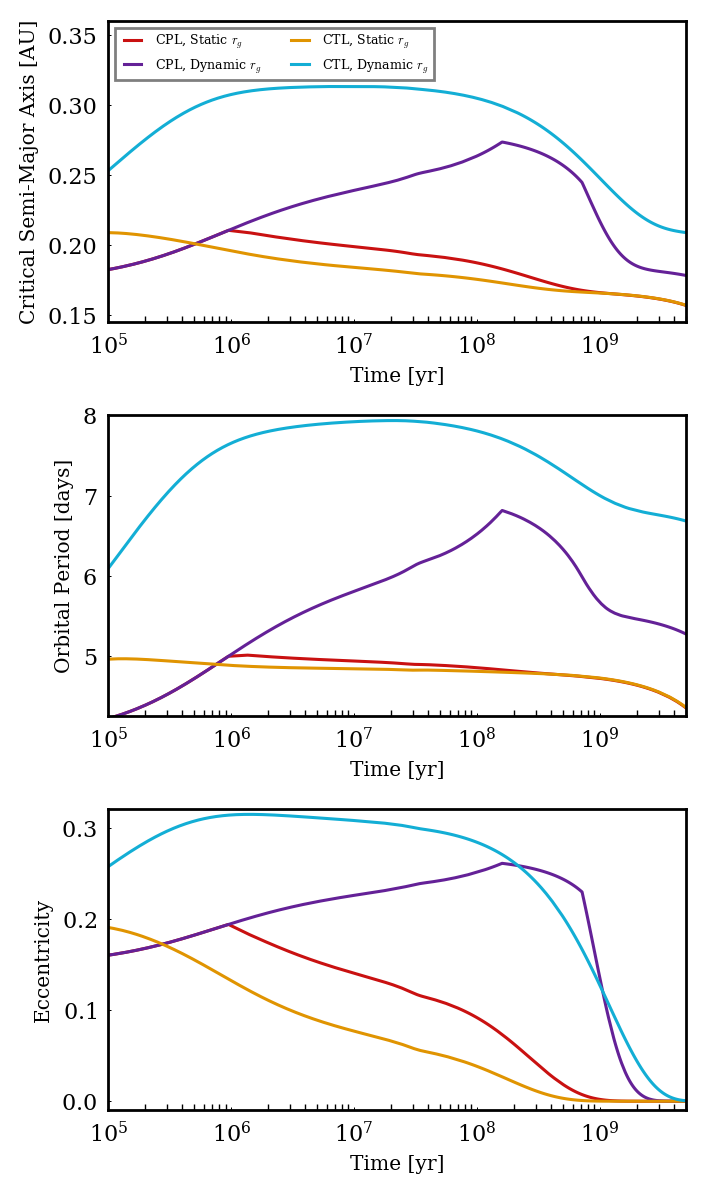 CPL, Static r_g
CTL, Static r_g
CPL, Dynamic r_g
CTL, Dynamic r_g
Critical Semi-Major Axis [AU]
0.35
0.30
0.25
0.20
0.15
10^5 10^6 10^7 10^8 10^9
Time [yr]
Orbital Period [days]
8
7
6
5
10^5 10^6 10^7 10^8 10^9
Time [yr]
Eccentricity
0.3
0.2
0.1
0.0
10^5 10^6 10^7 10^8 10^9
Time [yr]